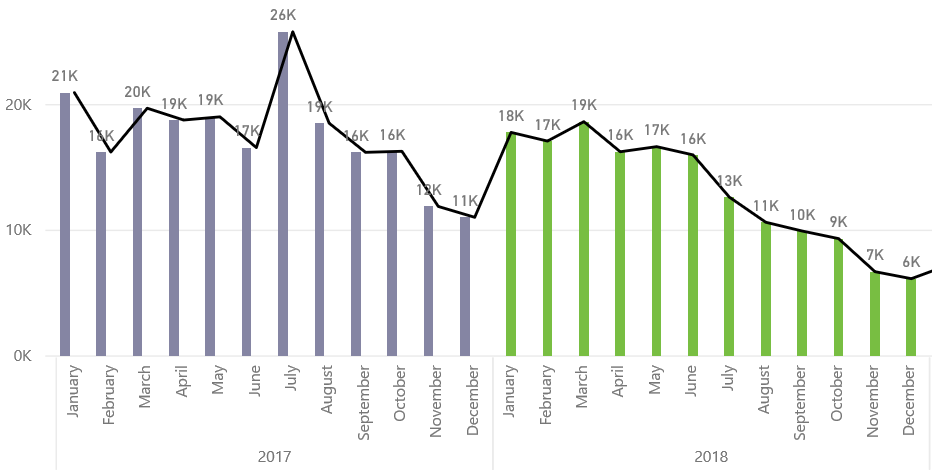 26K
21K
20K
19K
19K
16K
17K
19K
16K
16K
12K
11K
18K
17K
19K
16K
17K
16K
13K
11K
10K
9K
7K
6K
20K
10K
0K
January
February
March
April
May
June
July
August
September
October
November
December
January
February
March
April
May
June
July
August
September
October
November
December
2017
2018